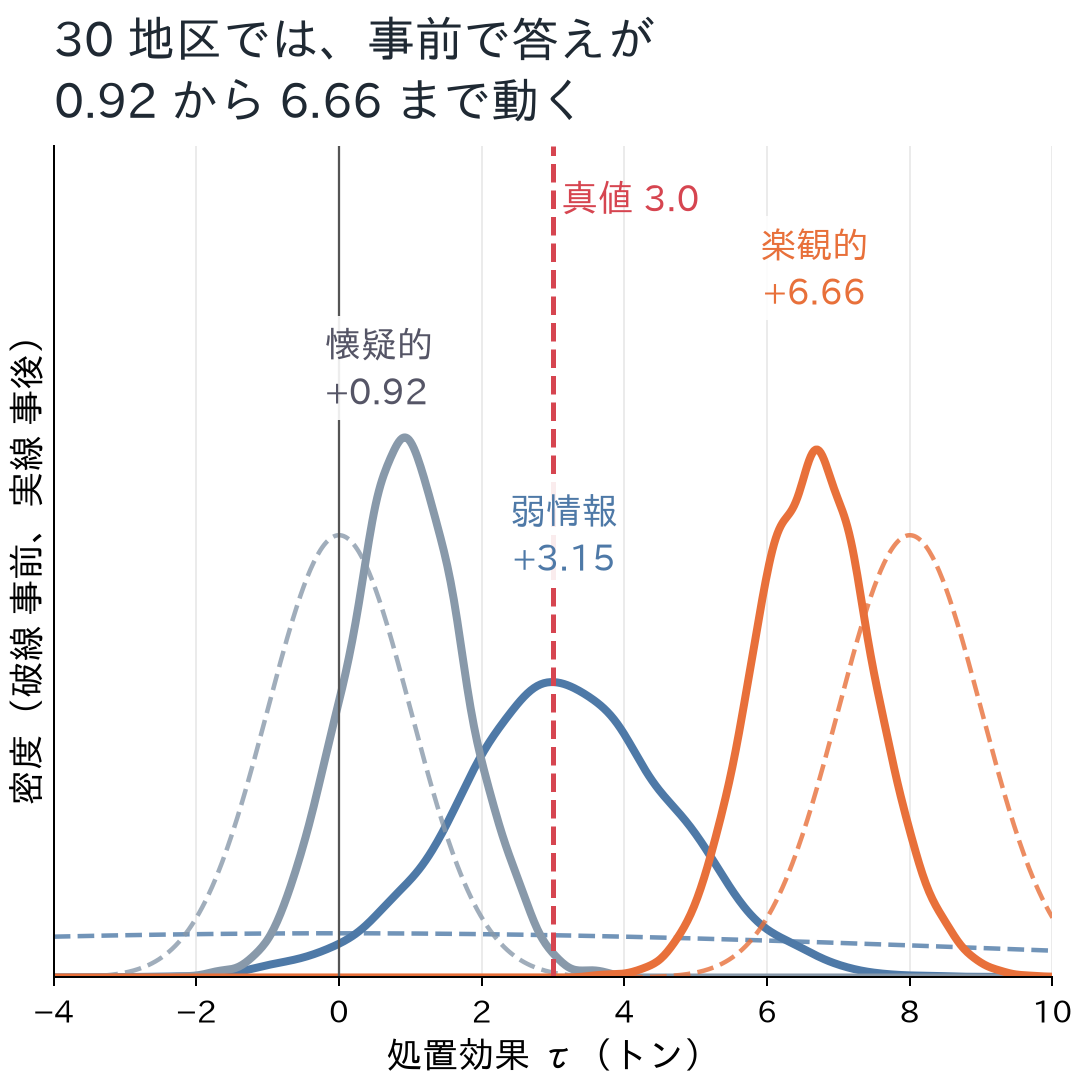 30 地区では、事前で答えが
0.92 から 6.66 まで動く
真値 3.0
楽観的
+6.66
懐疑的
+0.92
弱情報
+3.15
密度（破線 事前、実線 事後）
−4 −2 0 2 4 6 8 10
処置効果 τ （トン）